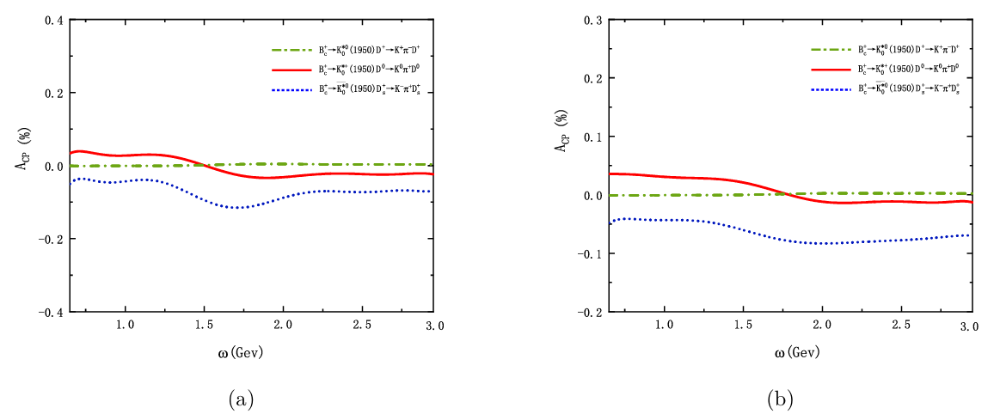 0.4
0.2
0.0
−0.2
−0.4
A_CP (%)
B_c^+→K_0^{*0}(1950)D^+→K^+π^-D^+
B_c^+→K_0^{*+}(1950)D^0→K^0π^+D^0
B_c^+→\overline{K}_0^{*0}(1950)D_s^+→K^-π^+D_s^+
1.0 1.5 2.0 2.5 3.0
ω(Gev)
(a)
0.3
0.2
0.1
0.0
−0.1
−0.2
A_CP (%)
B_c^+→K_0^{*0}(1950)D^+→K^+π^-D^+
B_c^+→K_0^{*+}(1950)D^0→K^0π^+D^0
B_c^+→\overline{K}_0^{*0}(1950)D_s^+→K^-π^+D_s^+
1.0 1.5 2.0 2.5 3.0
ω(Gev)
(b)